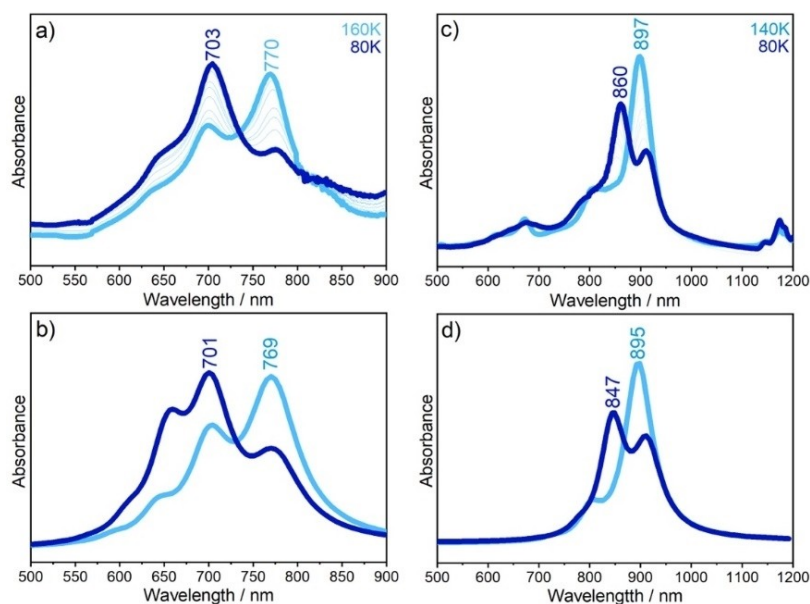 a)
160K
80K
703
770
Absorbance
500 550 600 650 700 750 800 850 900
Wavelength / nm
c)
140K
80K
860
897
Absorbance
500 600 700 800 900 1000 1100 1200
Wavelength / nm
b)
701
769
Absorbance
500 550 600 650 700 750 800 850 900
Wavelength / nm
d)
847
895
Absorbance
500 600 700 800 900 1000 1100 1200
Wavelength / nm